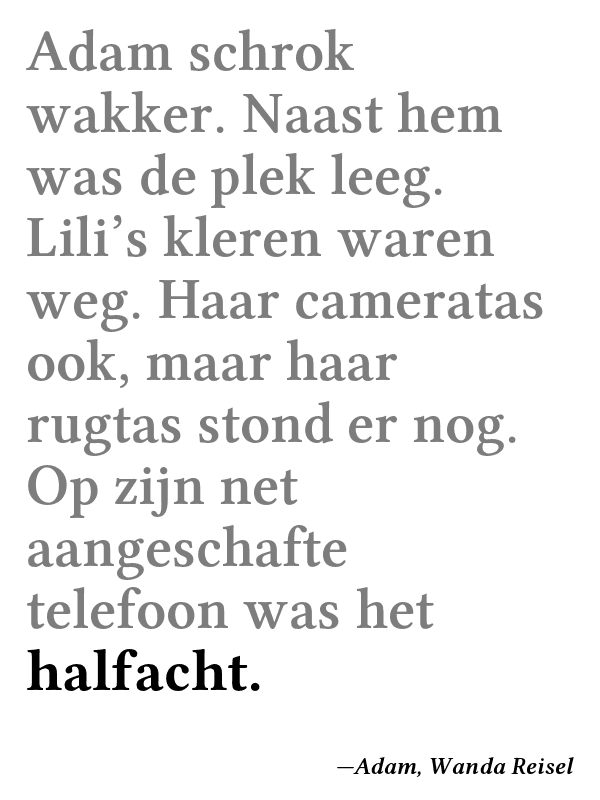 Adam schrok
wakker. Naast hem
was de plek leeg.
Lili’s kleren waren
weg. Haar cameratas
ook, maar haar
rugtas stond er nog.
Op zijn net
aangeschafte
telefoon was het
halfacht.
—Adam, Wanda Reisel